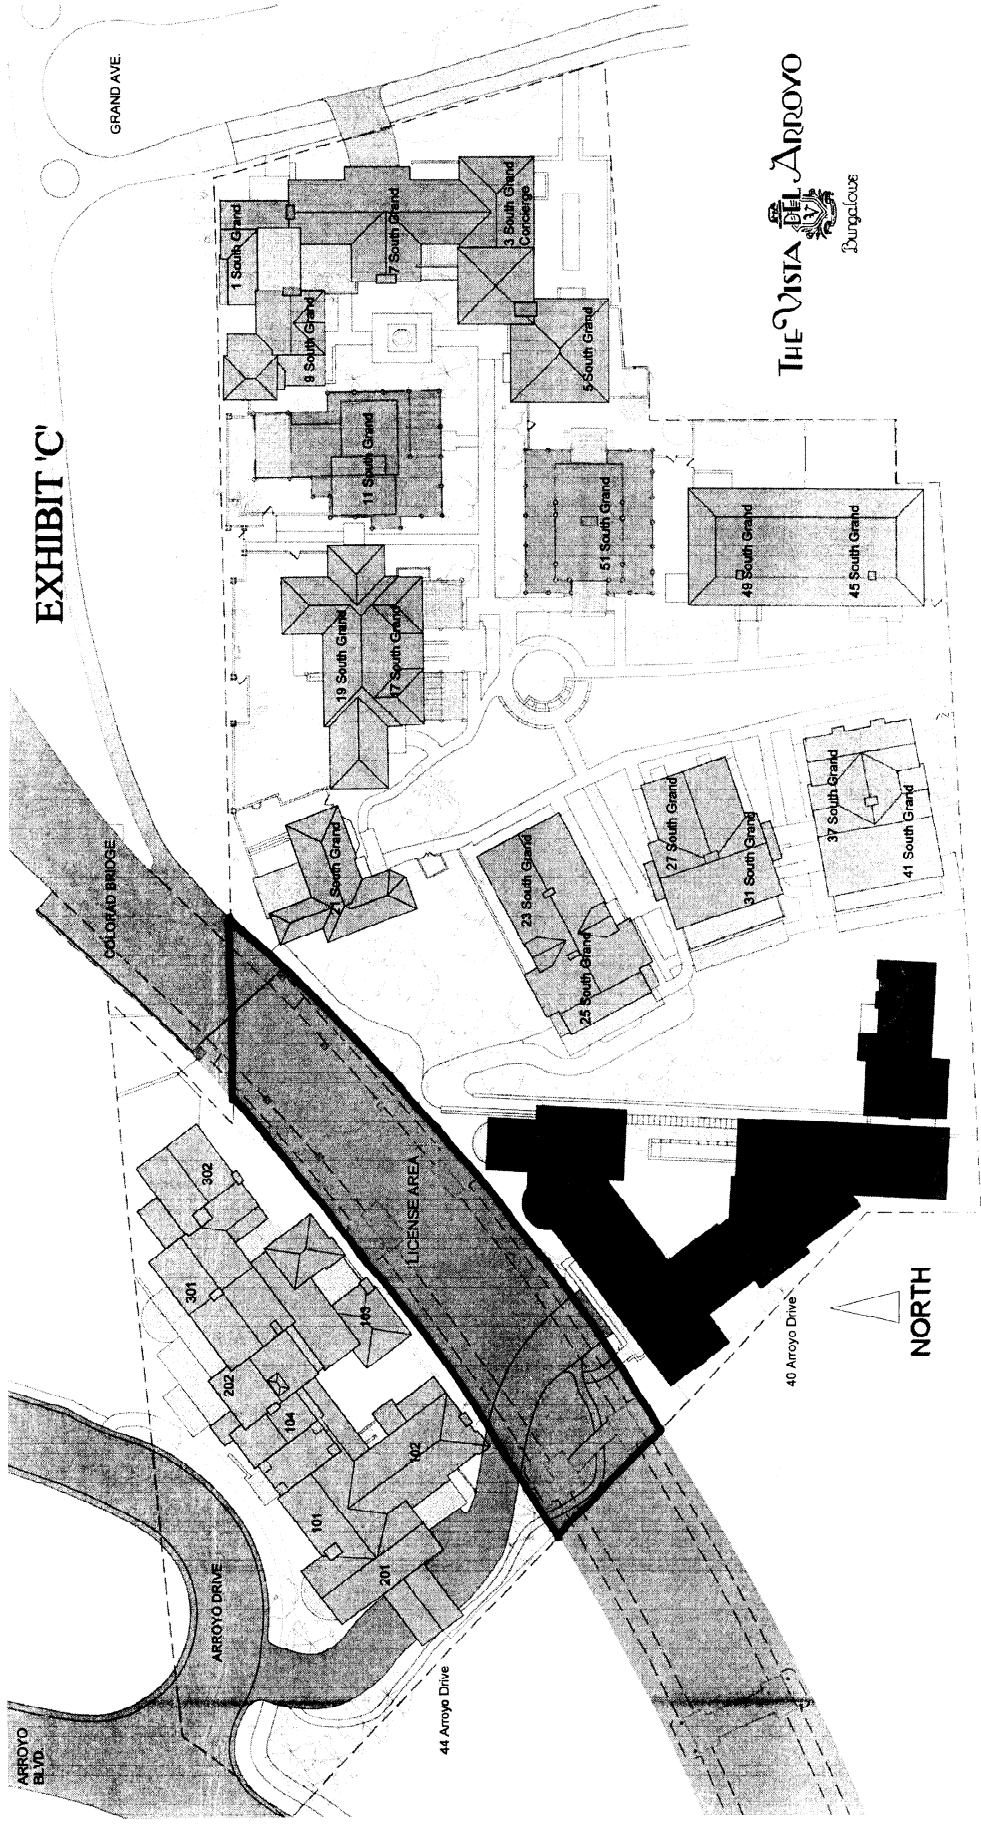 EXHIBIT 'C'
GRAND AVE.
THE VISTA DEL ARROYO
Bungalows
1 South Grand
7 South Grand
3 South Grand
Concierge
9 South Grand
5 South Grand
11 South Grand
51 South Grand
49 South Grand
45 South Grand
19 South Grand
17 South Grand
21 South Grand
23 South Grand
25 South Grand
27 South Grand
31 South Grand
37 South Grand
41 South Grand
COLORAD BRIDGE
LICENSE AREA
302
301
103
202
104
102
101
201
ARROYO DRIVE
ARROYO
BLVD.
44 Arroyo Drive
40 Arroyo Drive
NORTH